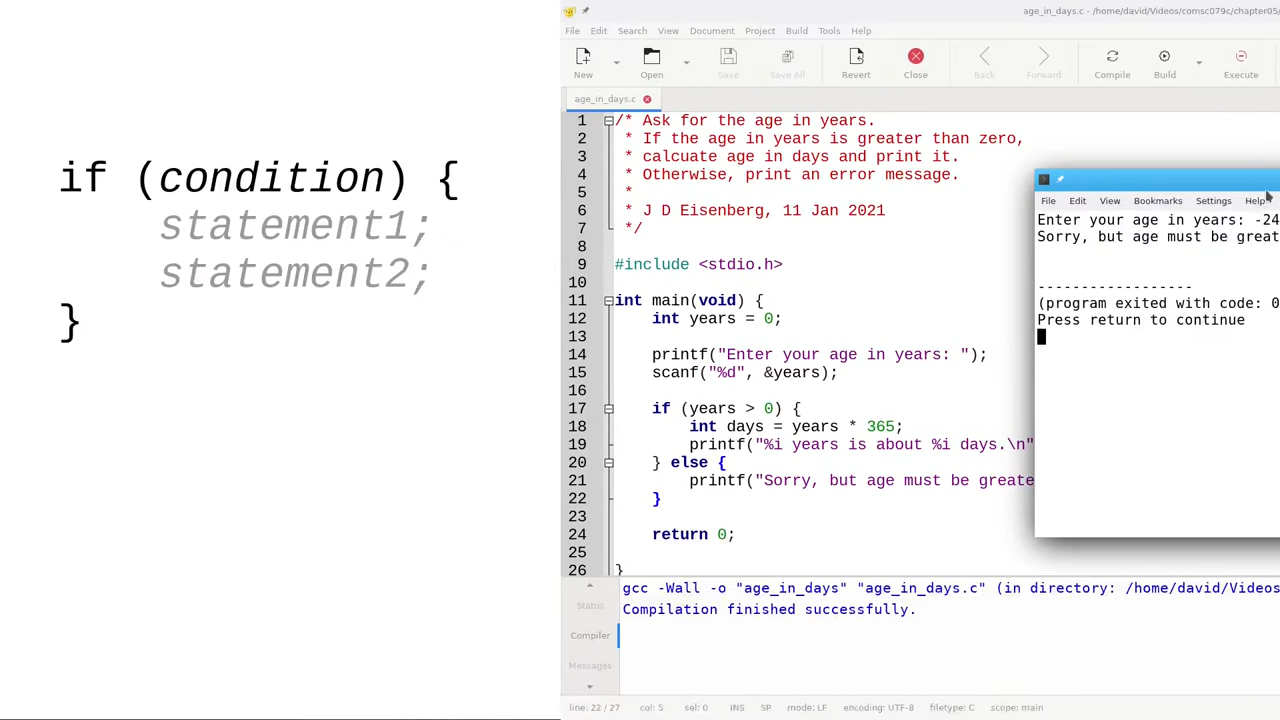 if (condition) {
statement1;
statement2;
}
age_in_days.c - /home/david/Videos/comsc079c/chapter05/
File Edit Search View Document Project Build Tools Help
New Open Save Save All Revert Close Back Forward Compile Build Execute
age_in_days.c
1 /* Ask for the age in years.
2 * If the age in years is greater than zero,
3 * calcuate age in days and print it.
4 * Otherwise, print an error message.
5 *
6 * J D Eisenberg, 11 Jan 2021
7 */
8
9 #include <stdio.h>
10
11 int main(void) {
12 int years = 0;
13
14 printf("Enter your age in years: ");
15 scanf("%d", &years);
16
17 if (years > 0) {
18 int days = years * 365;
19 printf("%i years is about %i days.\n"
20 } else {
21 printf("Sorry, but age must be greate
22 }
23
24 return 0;
25
26 }
File Edit View Bookmarks Settings Help
Enter your age in years: -24
Sorry, but age must be great
------------------
(program exited with code: 0
Press return to continue
Status
Compiler
Messages
gcc -Wall -o "age_in_days" "age_in_days.c" (in directory: /home/david/Videos
Compilation finished successfully.
line: 22 / 27 col: 5 sel: 0 INS SP mode: LF encoding: UTF-8 filetype: C scope: main